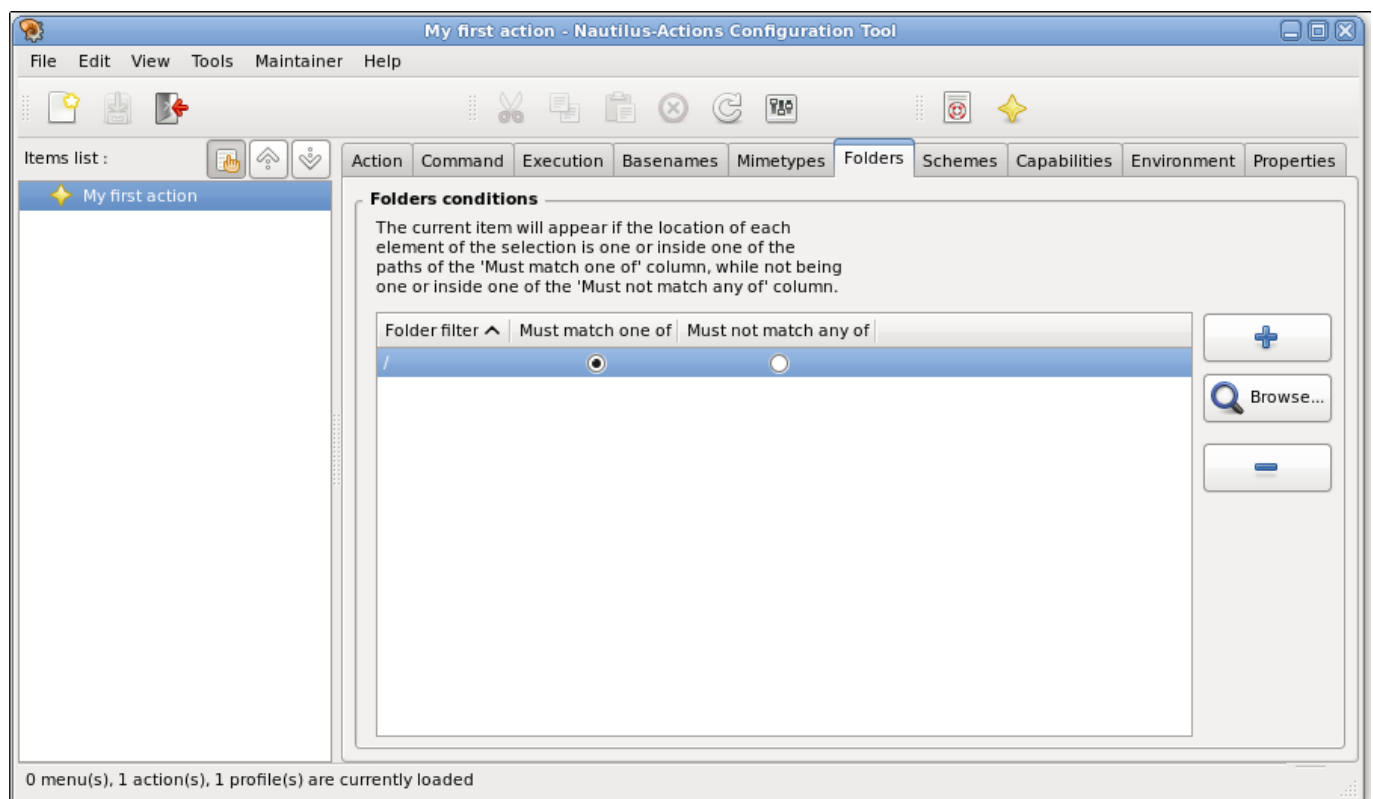 My first action - Nautilus-Actions Configuration Tool
File Edit View Tools Maintainer Help
Items list :
Action Command Execution Basenames Mimetypes Folders Schemes Capabilities Environment Properties
My first action
Folders conditions
The current item will appear if the location of each
element of the selection is one or inside one of the
paths of the 'Must match one of' column, while not being
one or inside one of the 'Must not match any of' column.
Folder filter Must match one of Must not match any of
/
Browse...
0 menu(s), 1 action(s), 1 profile(s) are currently loaded